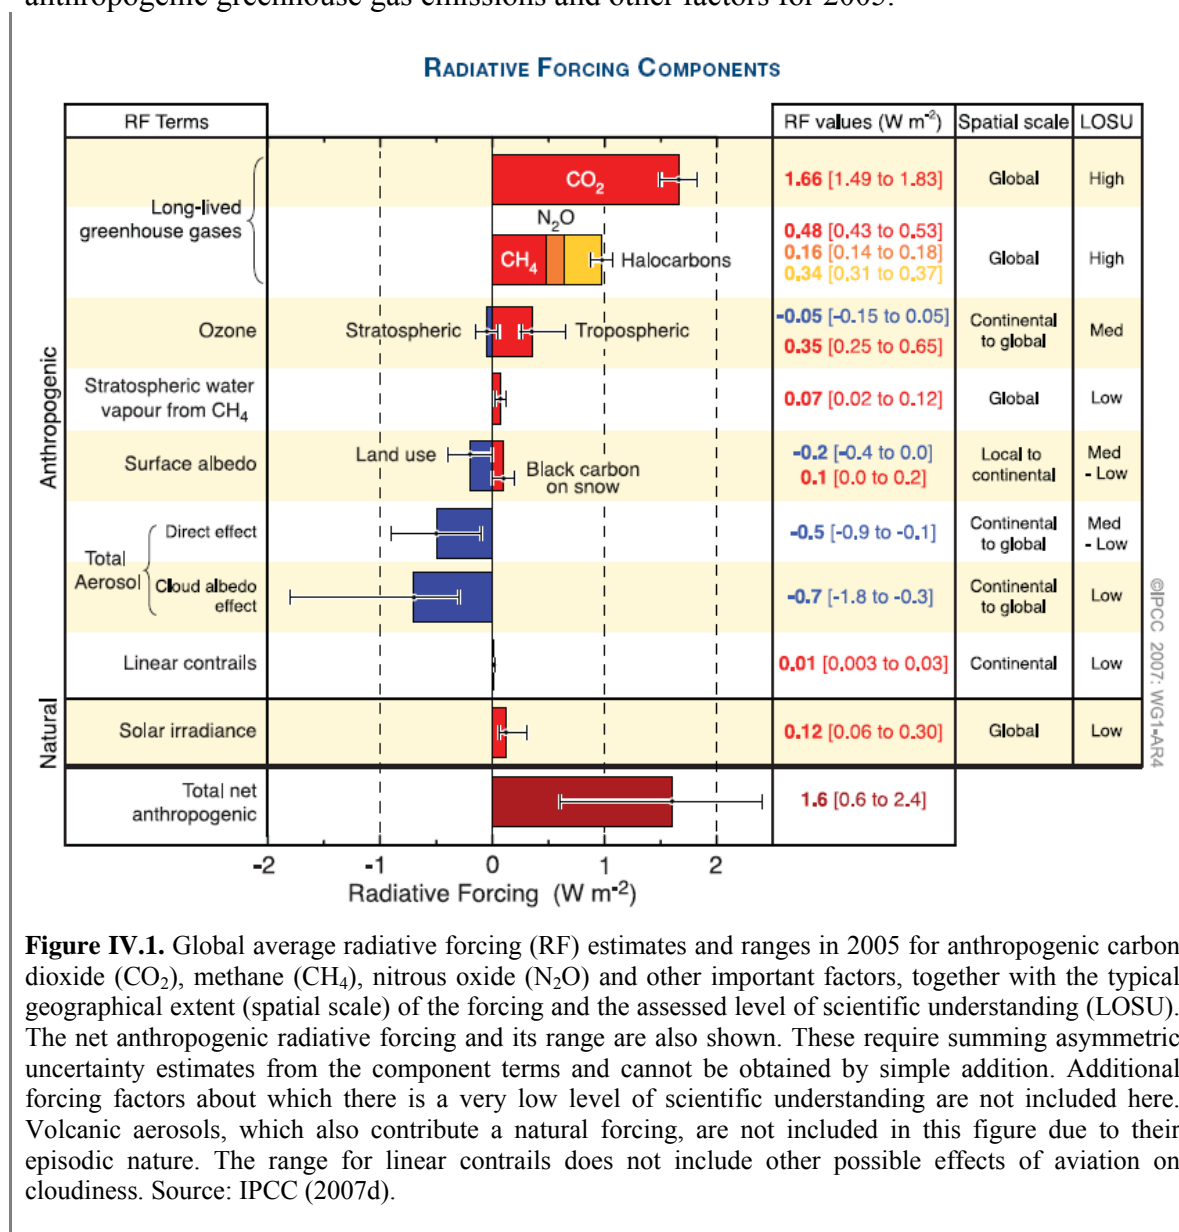 anthropogenic greenhouse gas emissions and other factors for 2005.
RADIATIVE FORCING COMPONENTS
RF Terms
RF values (W m-2)
Spatial scale
LOSU
Anthropogenic
Long-lived
greenhouse gases
CO2
1.66 [1.49 to 1.83]
Global
High
N2O
CH4
Halocarbons
0.48 [0.43 to 0.53]
0.16 [0.14 to 0.18]
0.34 [0.31 to 0.37]
Global
High
Ozone
Stratospheric
Tropospheric
-0.05 [-0.15 to 0.05]
0.35 [0.25 to 0.65]
Continental
to global
Med
Stratospheric water
vapour from CH4
0.07 [0.02 to 0.12]
Global
Low
Surface albedo
Land use
Black carbon
on snow
-0.2 [-0.4 to 0.0]
0.1 [0.0 to 0.2]
Local to
continental
Med
- Low
Total
Aerosol
Direct effect
-0.5 [-0.9 to -0.1]
Continental
to global
Med
- Low
Cloud albedo
effect
-0.7 [-1.8 to -0.3]
Continental
to global
Low
Linear contrails
0.01 [0.003 to 0.03]
Continental
Low
Natural
Solar irradiance
0.12 [0.06 to 0.30]
Global
Low
Total net
anthropogenic
1.6 [0.6 to 2.4]
-2 -1 0 1 2
Radiative Forcing (W m-2)
©IPCC 2007: WG1-AR4
Figure IV.1. Global average radiative forcing (RF) estimates and ranges in 2005 for anthropogenic carbon
dioxide (CO2), methane (CH4), nitrous oxide (N2O) and other important factors, together with the typical
geographical extent (spatial scale) of the forcing and the assessed level of scientific understanding (LOSU).
The net anthropogenic radiative forcing and its range are also shown. These require summing asymmetric
uncertainty estimates from the component terms and cannot be obtained by simple addition. Additional
forcing factors about which there is a very low level of scientific understanding are not included here.
Volcanic aerosols, which also contribute a natural forcing, are not included in this figure due to their
episodic nature. The range for linear contrails does not include other possible effects of aviation on
cloudiness. Source: IPCC (2007d).